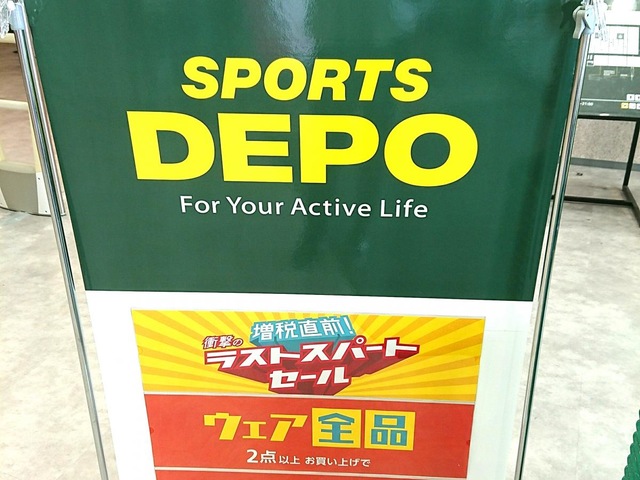 SPORTS
DEPO
For Your Active Life
増税直前!
衝撃の
ラストスパート
セール
ウェア全品
2点以上 お買い上げで